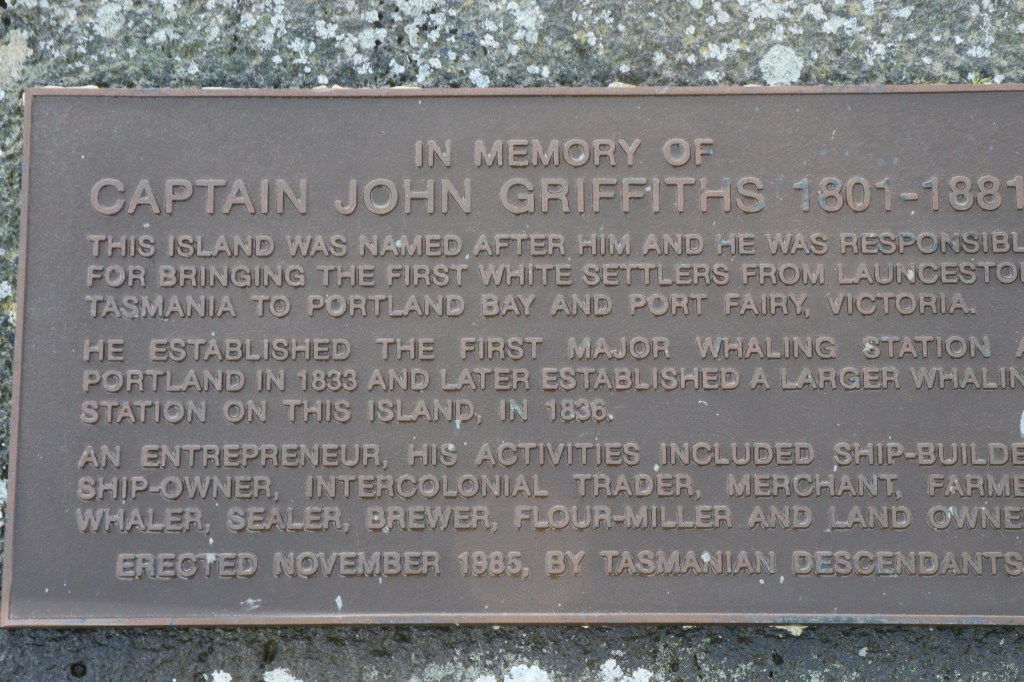 IN MEMORY OF
CAPTAIN JOHN GRIFFITHS 1801-1881
THIS ISLAND WAS NAMED AFTER HIM AND HE WAS RESPONSIBL
FOR BRINGING THE FIRST WHITE SETTLERS FROM LAUNCESTO
TASMANIA TO PORTLAND BAY AND PORT FAIRY, VICTORIA.
HE ESTABLISHED THE FIRST MAJOR WHALING STATION A
PORTLAND IN 1833 AND LATER ESTABLISHED A LARGER WHALIN
STATION ON THIS ISLAND, IN 1836.
AN ENTREPRENEUR, HIS ACTIVITIES INCLUDED SHIP-BUILDE
SHIP-OWNER, INTERCOLONIAL TRADER, MERCHANT, FARME
WHALER, SEALER, BREWER, FLOUR-MILLER AND LAND OWNE
ERECTED NOVEMBER 1985, BY TASMANIAN DESCENDANTS